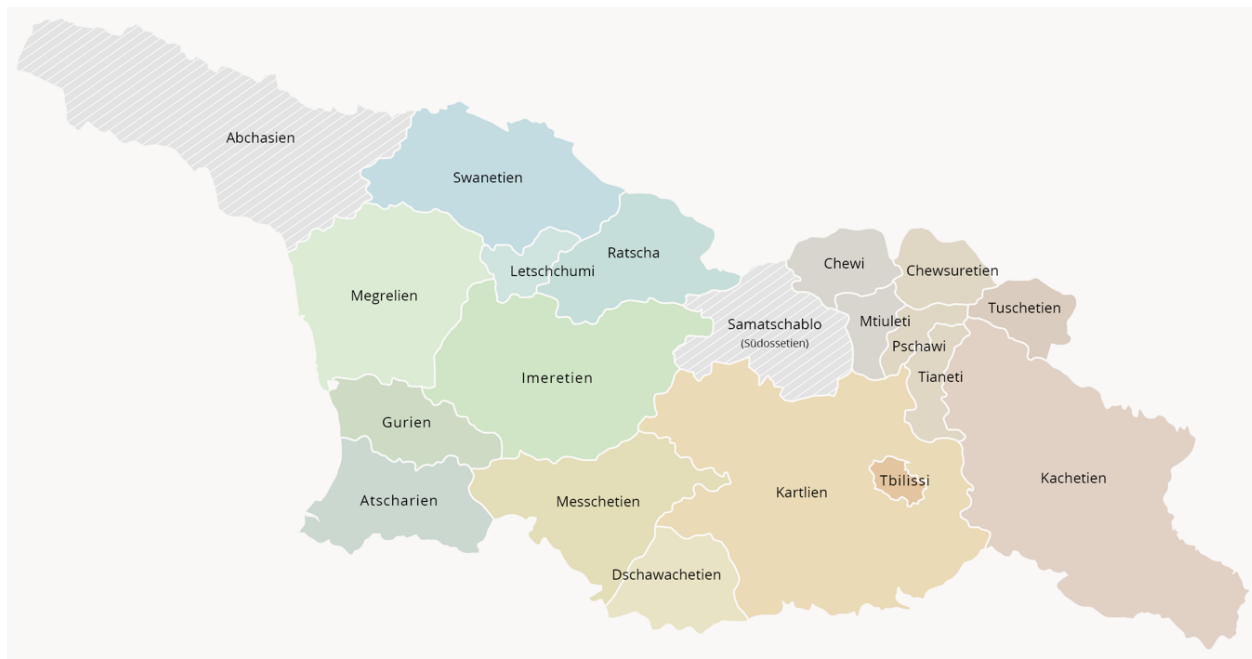 Abchasien
Swanetien
Ratscha
Letschchumi
Chewi
Chewsuretien
Megrelien
Tuschetien
Samatschablo
(Südossetien)
Mtiuleti
Pschawi
Imeretien
Tianeti
Gurien
Kachetien
Tbilissi
Kartlien
Atscharien
Messchetien
Dschawachetien